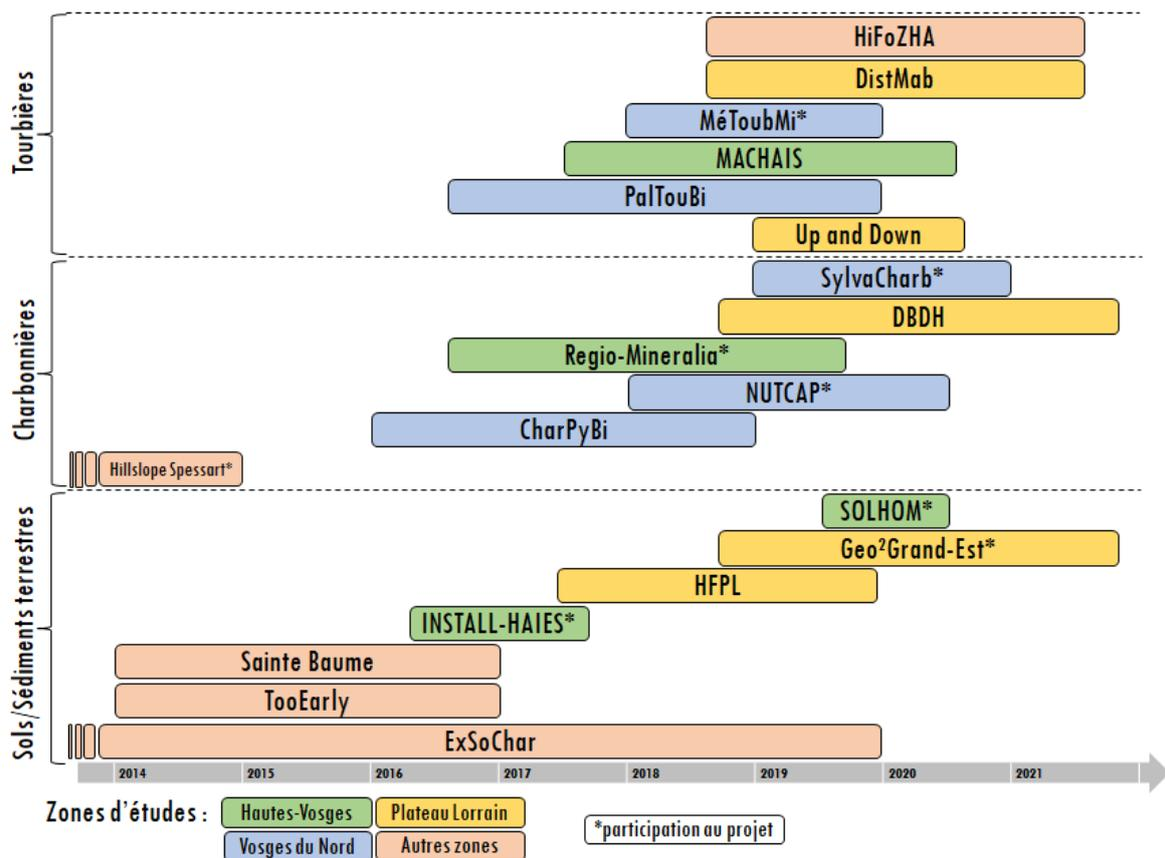 Tourbières
HiFoZHA
DistMab
MéToubMi*
MACHAIS
PalTouBi
Up and Down
Charbonnières
SylvaCharb*
DBDH
Regio-Mineralia*
NUTCAP*
CharPyBi
Hillslope Spessart*
Sols/Sédiments terrestres
SOLHOM*
Geo²Grand-Est*
HFPL
INSTALL-HAIES*
Sainte Baume
TooEarly
ExSoChar
2014 2015 2016 2017 2018 2019 2020 2021
Zones d'études : Hautes-Vosges Plateau Lorrain
Vosges du Nord Autres zones
*participation au projet